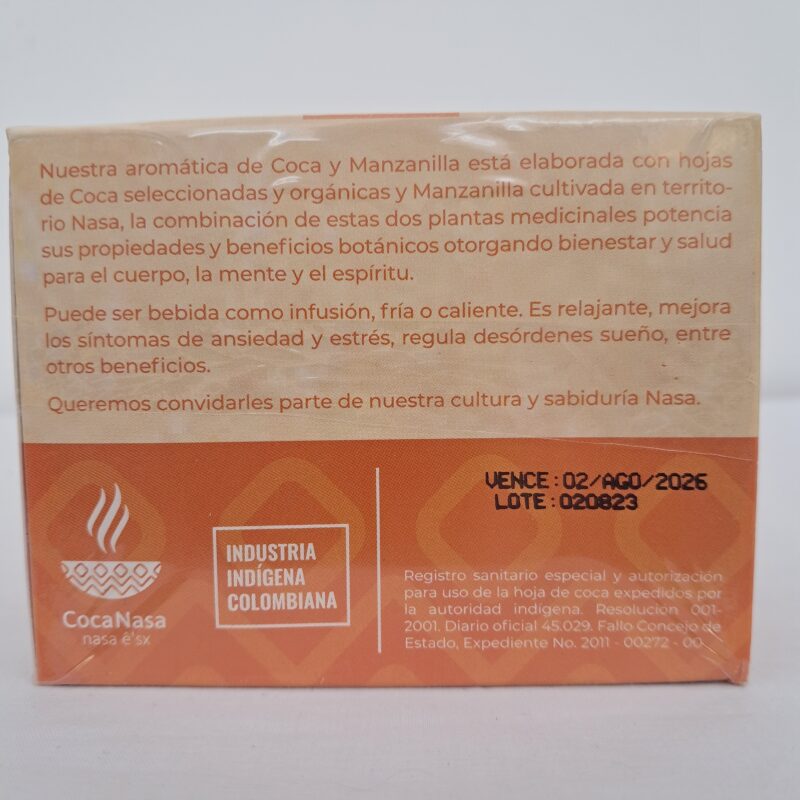 Nuestra aromática de Coca y Manzanilla está elaborada con hojas
de Coca seleccionadas y orgánicas y Manzanilla cultivada en territo-
rio Nasa, la combinación de estas dos plantas medicinales potencia
sus propiedades y beneficios botánicos otorgando bienestar y salud
para el cuerpo, la mente y el espíritu.
Puede ser bebida como infusión, fría o caliente. Es relajante, mejora
los síntomas de ansiedad y estrés, regula desórdenes sueño, entre
otros beneficios.
Queremos convidarles parte de nuestra cultura y sabiduría Nasa.
CocaNasa
nasa ẽ'sx
INDUSTRIA
INDÍGENA
COLOMBIANA
VENCE:02/AGO/2026
LOTE:020823
Registro sanitario especial y autorización
para uso de la hoja de coca expedidos por
la autoridad indígena. Resolución 001-
2001. Diario oficial 45.029. Fallo Concejo de
Estado, Expediente No. 2011 - 00272 - 00.